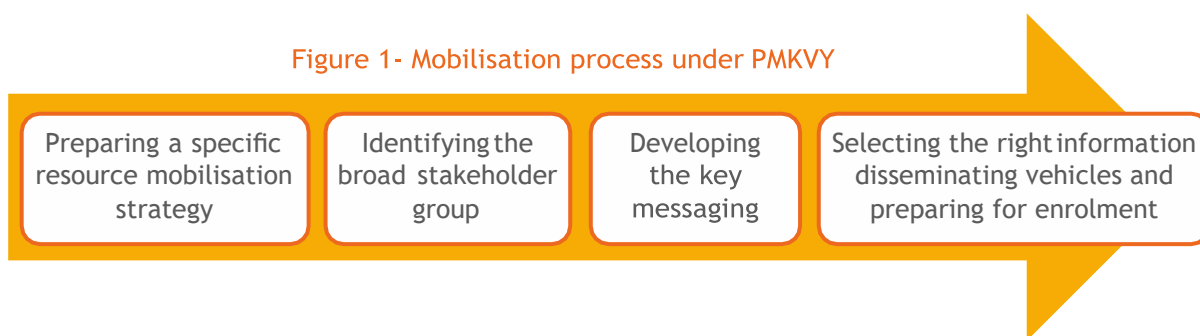 Figure 1- Mobilisation process under PMKVY
Preparing a specific
resource mobilisation
strategy
Identifying the
broad stakeholder
group
Developing
the key
messaging
Selecting the right information
disseminating vehicles and
preparing for enrolment